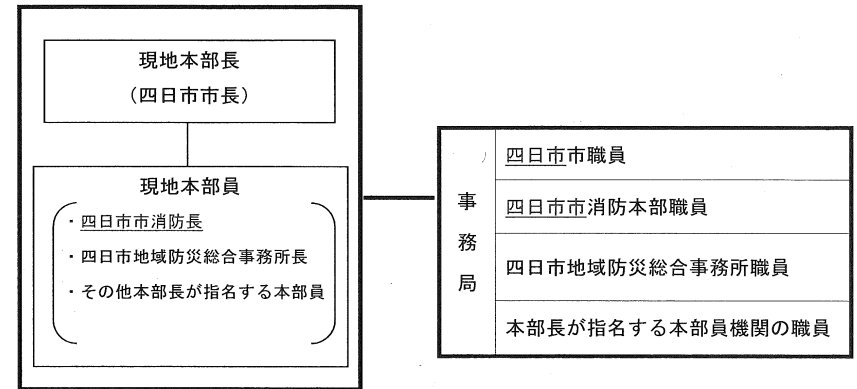 現地本部長
（四日市市長）
現地本部員
・四日市市消防長
・四日市地域防災総合事務所長
・その他本部長が指名する本部員
事務局
四日市市職員
四日市市消防本部職員
四日市地域防災総合事務所職員
本部長が指名する本部員機関の職員